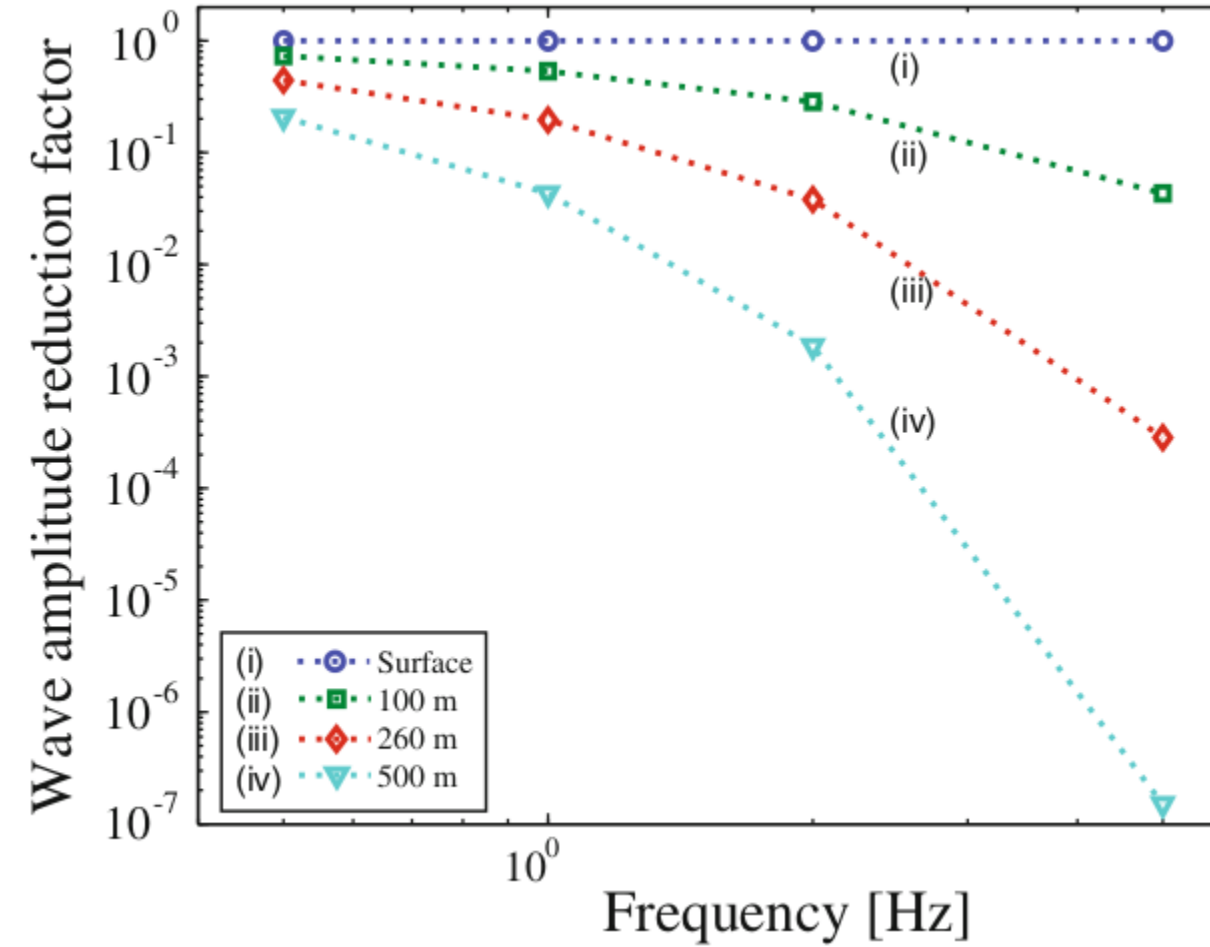 Wave amplitude reduction factor
10^0
10^-1
10^-2
10^-3
10^-4
10^-5
10^-6
10^-7
(i)
(ii)
(iii)
(iv)
(i) Surface
(ii) 100 m
(iii) 260 m
(iv) 500 m
10^0
Frequency [Hz]